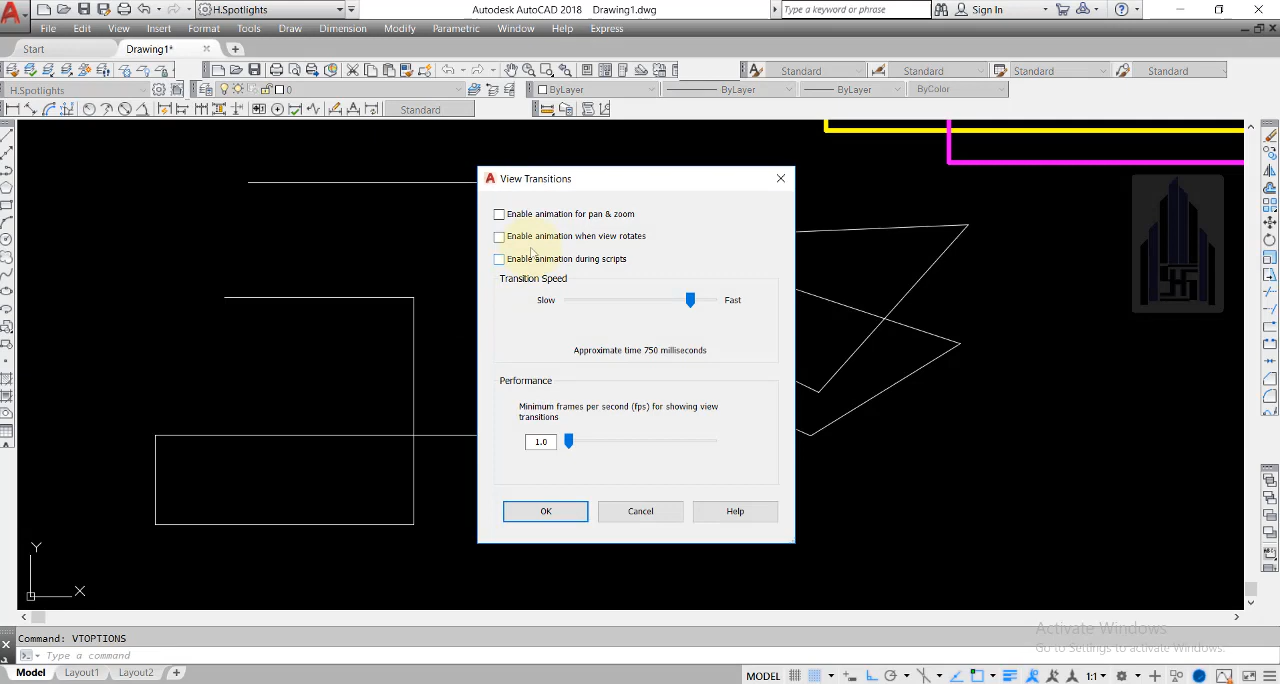 H.Spotlights
Autodesk AutoCAD 2018 Drawing1.dwg
Type a keyword or phrase
Sign In
File Edit View Insert Format Tools Draw Dimension Modify Parametric Window Help Express
Start Drawing1*
Standard Standard Standard Standard
H.Spotlights 0 ByLayer ByLayer ByLayer ByColor
Standard
View Transitions
Enable animation for pan & zoom
Enable animation when view rotates
Enable animation during scripts
Transition Speed
Slow Fast
Approximate time 750 milliseconds
Performance
Minimum frames per second (fps) for showing view
transitions
1.0
OK Cancel Help
Y
X
Command: VTOPTIONS
Activate Windows
Go to Settings to activate Windows.
Type a command
Model Layout1 Layout2 MODEL 1:1